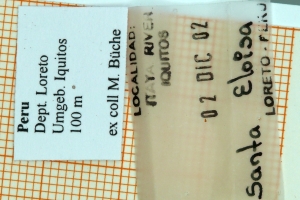 Peru
Dept Loreto
Umgeb. Iquitos
100 m
ex coll M. Büche
LOCALIDAD:
ITAYA RIVER
IQUITOS
02 DIC 02
Santa Eloisa
LORETO - PERU